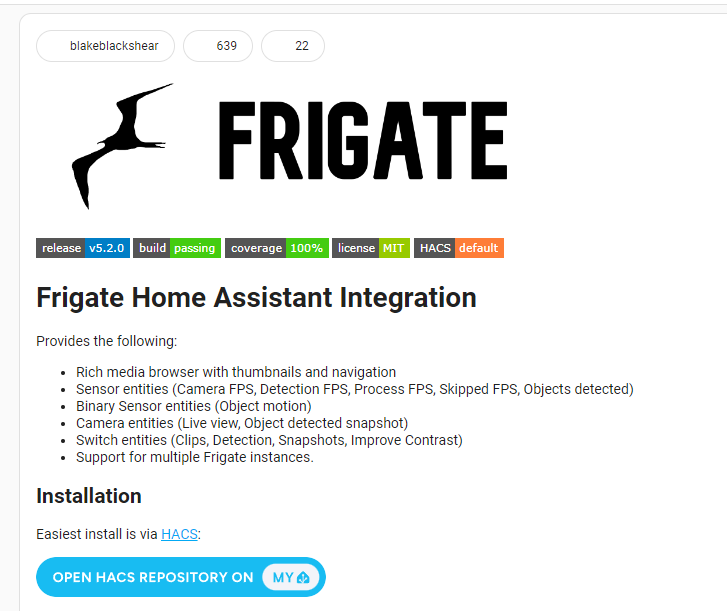 blakeblackshear 639 22
FRIGATE
release v5.2.0 build passing coverage 100% license MIT HACS default
Frigate Home Assistant Integration
Provides the following:
Rich media browser with thumbnails and navigation
Sensor entities (Camera FPS, Detection FPS, Process FPS, Skipped FPS, Objects detected)
Binary Sensor entities (Object motion)
Camera entities (Live view, Object detected snapshot)
Switch entities (Clips, Detection, Snapshots, Improve Contrast)
Support for multiple Frigate instances.
Installation
Easiest install is via HACS:
OPEN HACS REPOSITORY ON MY